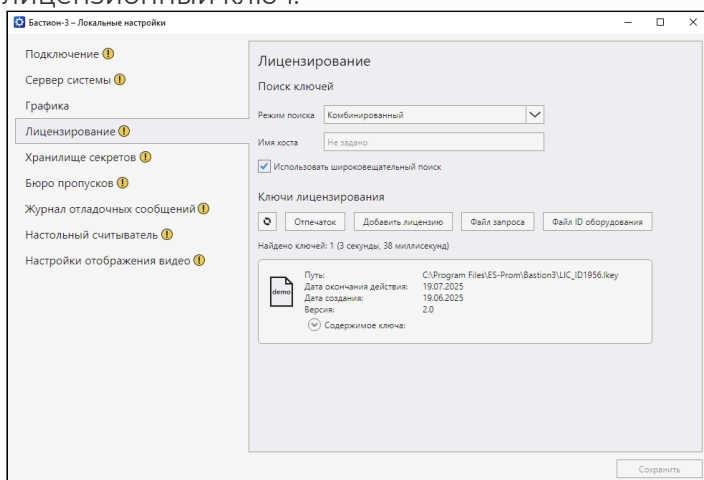 лицензионный ключ.
Бастион-3 – Локальные настройки
Подключение
Сервер системы
Графика
Лицензирование
Хранилище секретов
Бюро пропусков
Журнал отладочных сообщений
Настольный считыватель
Настройки отображения видео
Лицензирование
Поиск ключей
Режим поиска Комбинированный
Имя хоста Не задано
Использовать широковещательный поиск
Ключи лицензирования
Отпечаток Добавить лицензию Файл запроса Файл ID оборудования
Найдено ключей: 1 (3 секунды, 38 миллисекунд)
demo
Путь: C:\Program Files\ES-Prom\Bastion3\LIC_ID1956.lkey
Дата окончания действия: 19.07.2025
Дата создания: 19.06.2025
Версия: 2.0
Содержимое ключа:
Сохранить